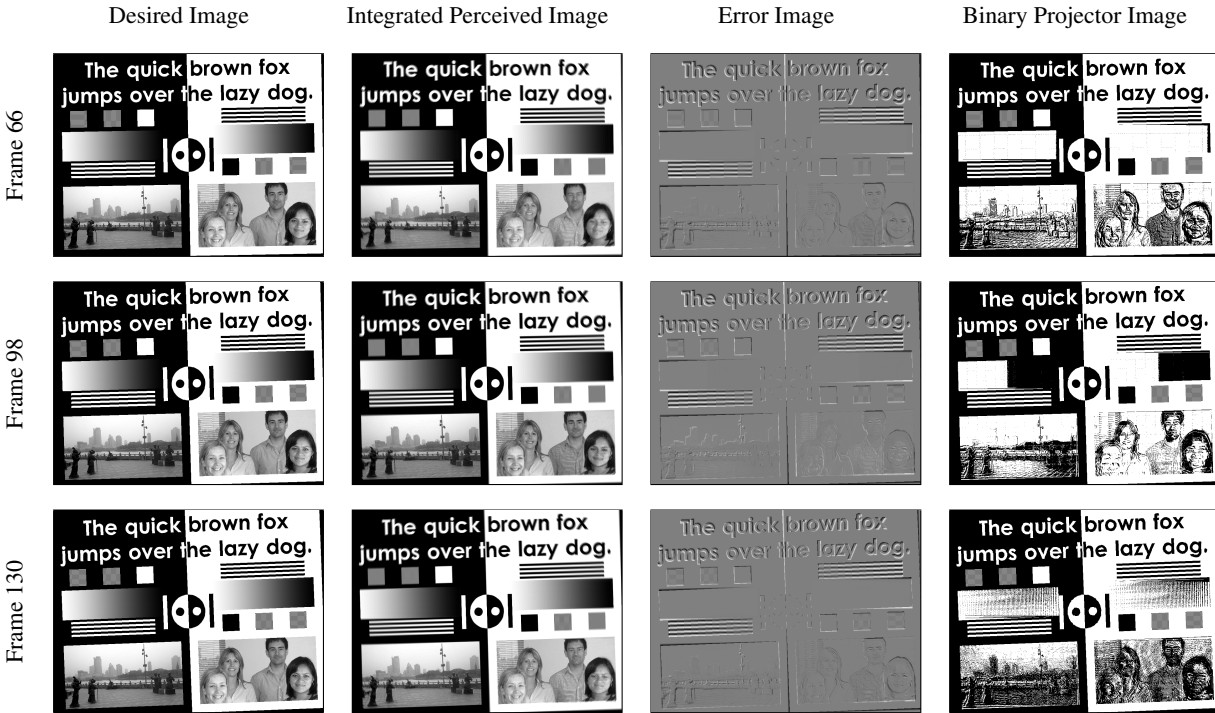 Desired Image Integrated Perceived Image Error Image Binary Projector Image
Frame 66
The quick brown fox
jumps over the lazy dog.
The quick brown fox
jumps over the lazy dog.
The quick brown fox
jumps over the lazy dog.
The quick brown fox
jumps over the lazy dog.
Frame 98
The quick brown fox
jumps over the lazy dog.
The quick brown fox
jumps over the lazy dog.
The quick brown fox
jumps over the lazy dog.
The quick brown fox
jumps over the lazy dog.
Frame 130
The quick brown fox
jumps over the lazy dog.
The quick brown fox
jumps over the lazy dog.
The quick brown fox
jumps over the lazy dog.
The quick brown fox
jumps over the lazy dog.